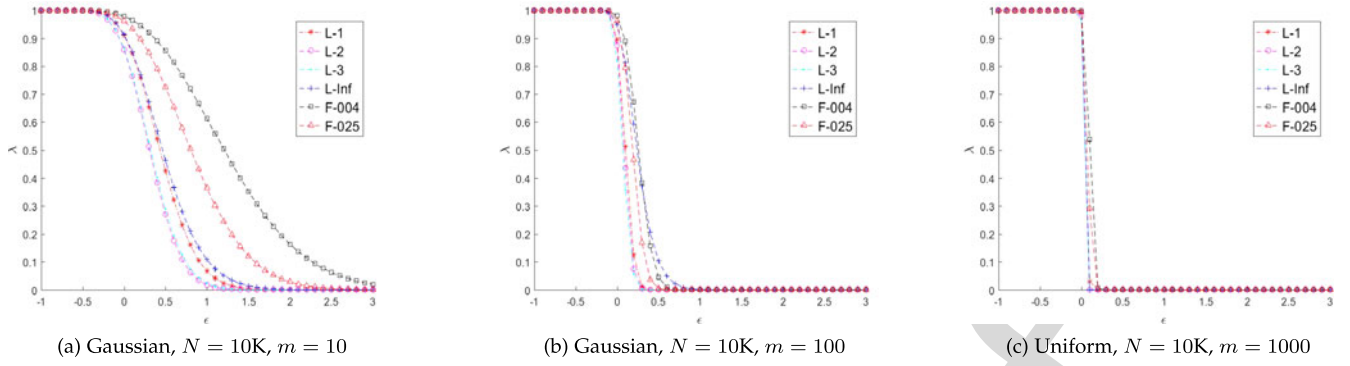 1
0.9
0.8
0.7
0.6
0.5
0.4
0.3
0.2
0.1
0
λ
-1 -0.5 0 0.5 1 1.5 2 2.5 3
ϵ
L-1
L-2
L-3
L-Inf
F-004
F-025
(a) Gaussian, N = 10K, m = 10
1
0.9
0.8
0.7
0.6
0.5
0.4
0.3
0.2
0.1
0
λ
-1 -0.5 0 0.5 1 1.5 2 2.5 3
ϵ
L-1
L-2
L-3
L-Inf
F-004
F-025
(b) Gaussian, N = 10K, m = 100
1
0.9
0.8
0.7
0.6
0.5
0.4
0.3
0.2
0.1
0
λ
-1 -0.5 0 0.5 1 1.5 2 2.5 3
ϵ
L-1
L-2
L-3
L-Inf
F-004
F-025
(c) Uniform, N = 10K, m = 1000